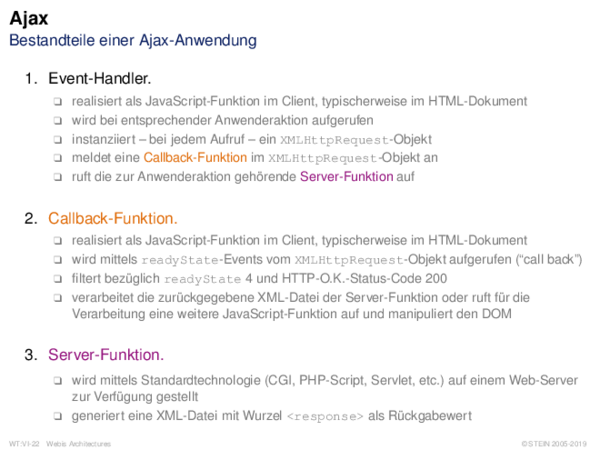 Ajax
Bestandteile einer Ajax-Anwendung
1. Event-Handler.
❑ realisiert als JavaScript-Funktion im Client, typischerweise im HTML-Dokument
❑ wird bei entsprechender Anwenderaktion aufgerufen
❑ instanziiert – bei jedem Aufruf – ein XMLHttpRequest-Objekt
❑ meldet eine Callback-Funktion im XMLHttpRequest-Objekt an
❑ ruft die zur Anwenderaktion gehörende Server-Funktion auf
2. Callback-Funktion.
❑ realisiert als JavaScript-Funktion im Client, typischerweise im HTML-Dokument
❑ wird mittels readyState-Events vom XMLHttpRequest-Objekt aufgerufen (“call back”)
❑ filtert bezüglich readyState 4 und HTTP-O.K.-Status-Code 200
❑ verarbeitet die zurückgegebene XML-Datei der Server-Funktion oder ruft für die
Verarbeitung eine weitere JavaScript-Funktion auf und manipuliert den DOM
3. Server-Funktion.
❑ wird mittels Standardtechnologie (CGI, PHP-Script, Servlet, etc.) auf einem Web-Server
zur Verfügung gestellt
❑ generiert eine XML-Datei mit Wurzel <response> als Rückgabewert
WT:VI-22 Webis Architectures © STEIN 2005-2019